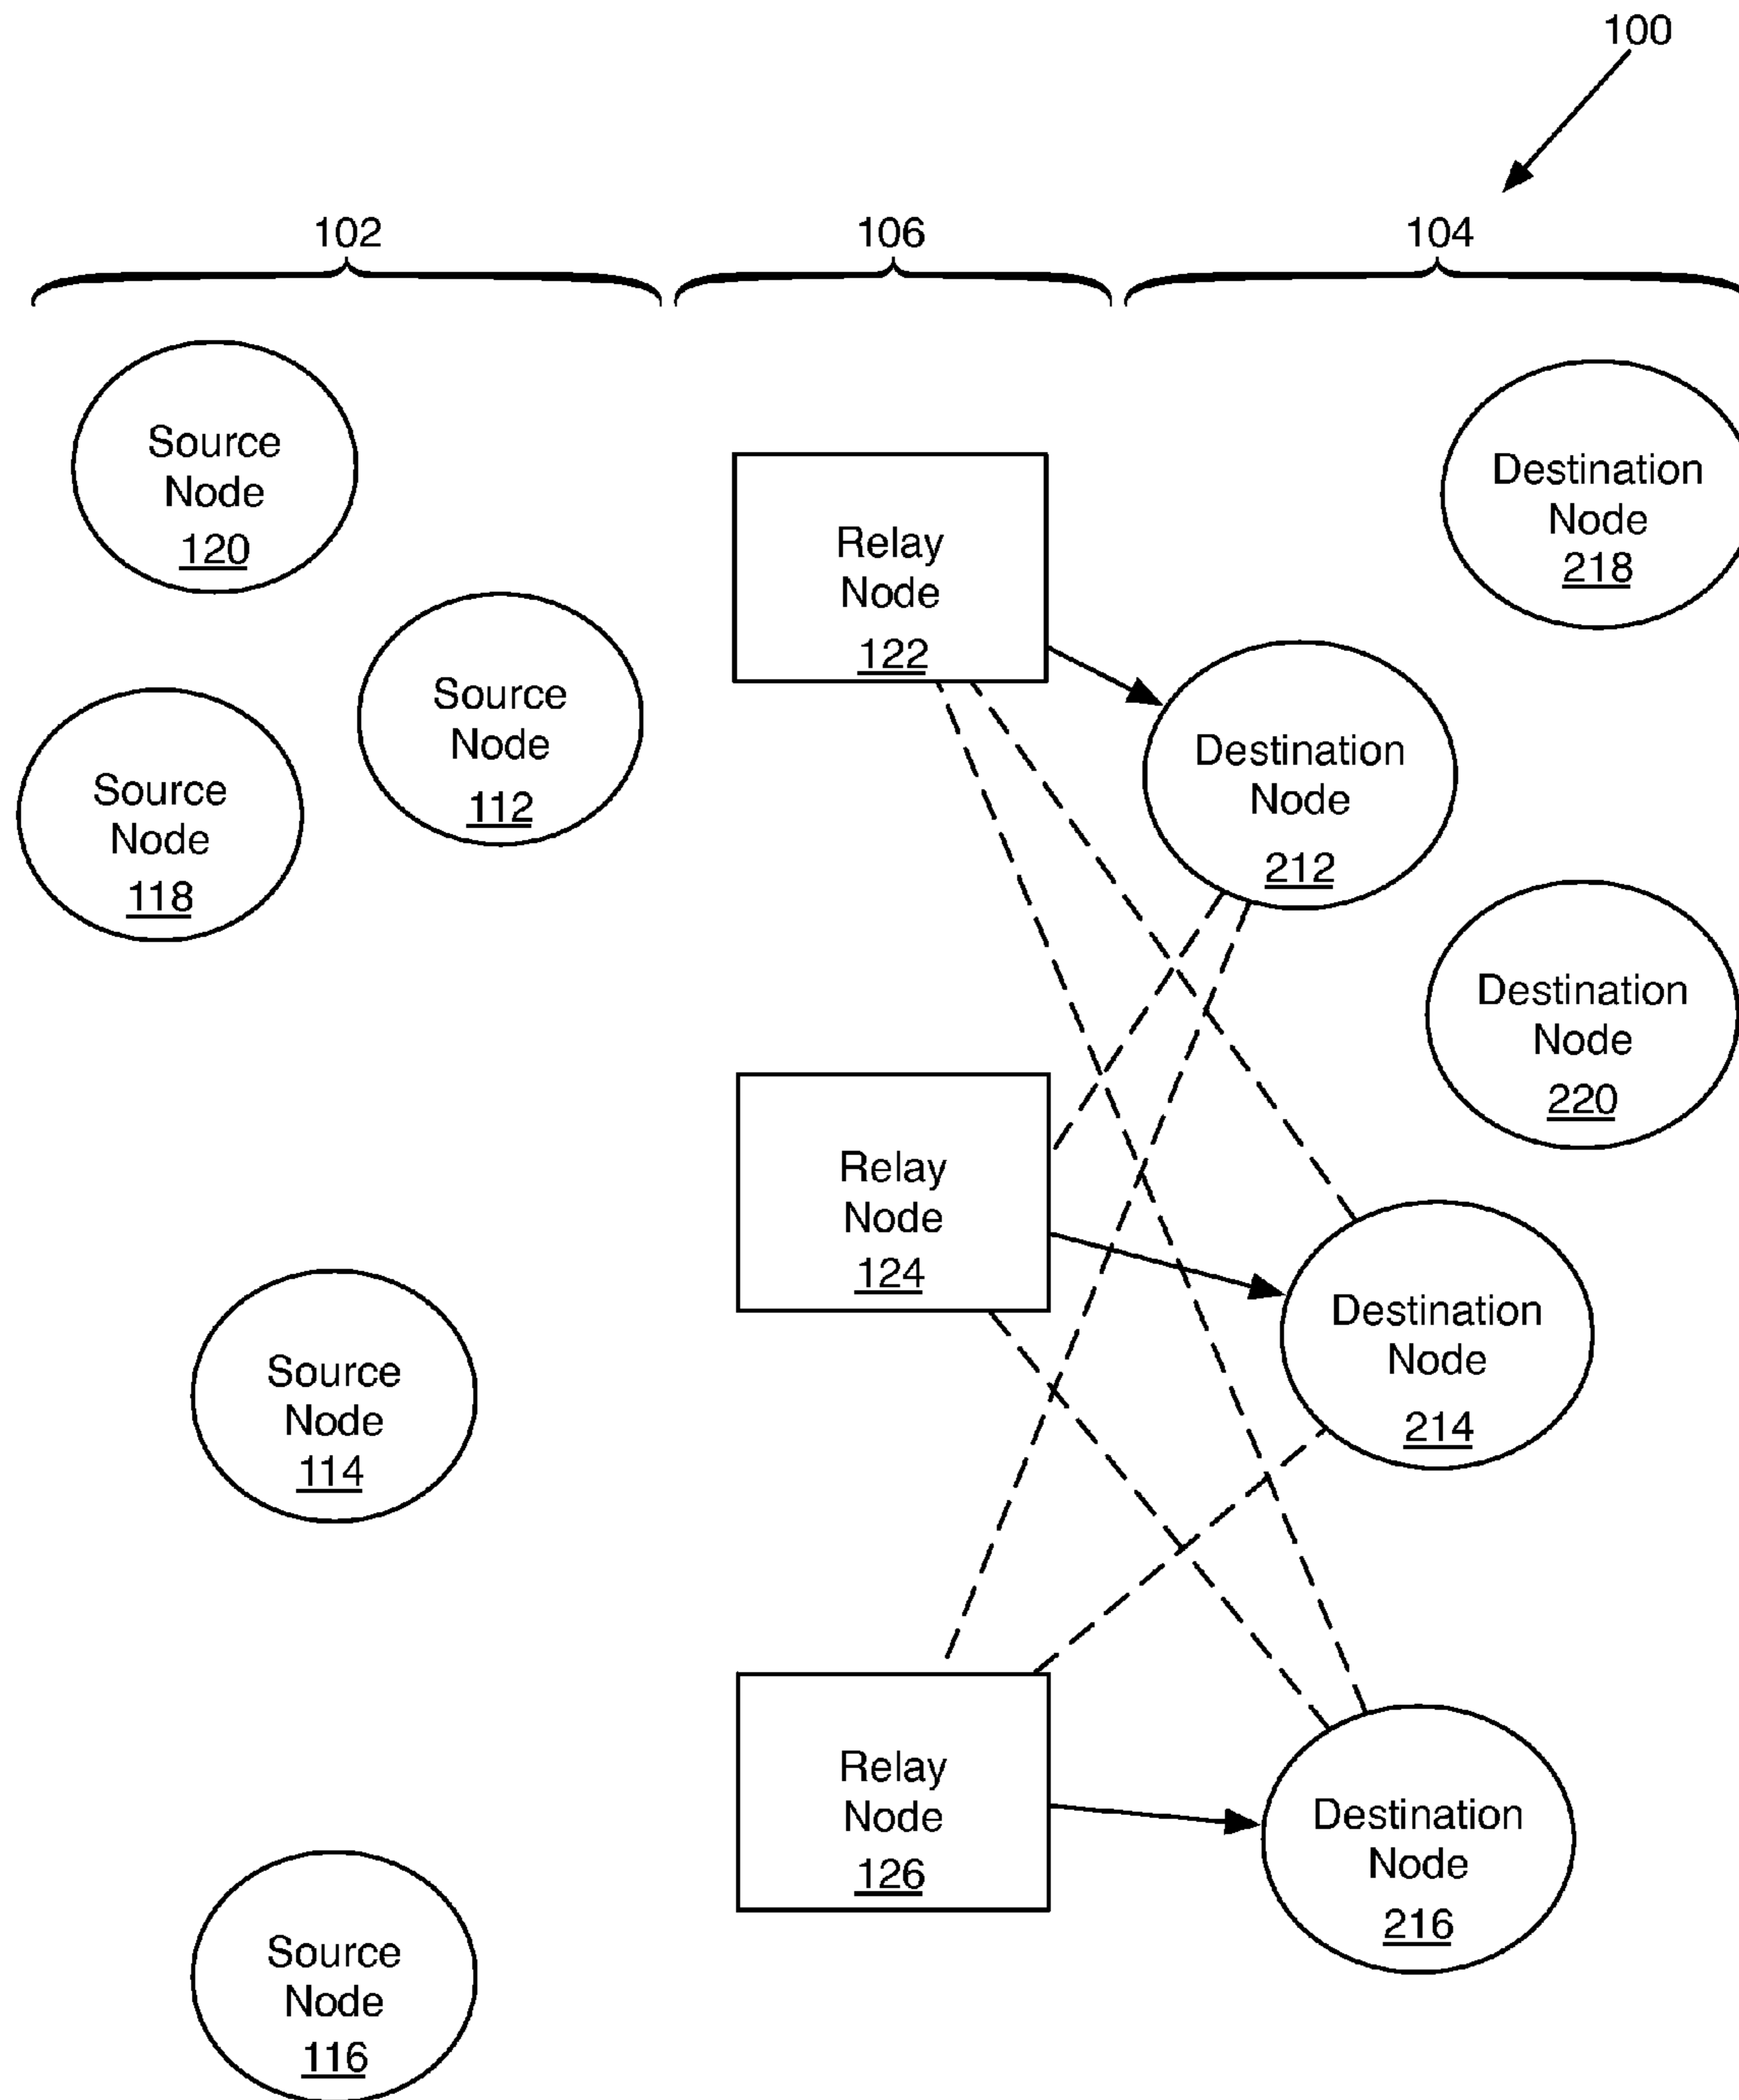 100
102
106
104
Source
Node
120
Source
Node
112
Source
Node
118
Source
Node
114
Source
Node
116
Relay
Node
122
Relay
Node
124
Relay
Node
126
Destination
Node
218
Destination
Node
212
Destination
Node
220
Destination
Node
214
Destination
Node
216